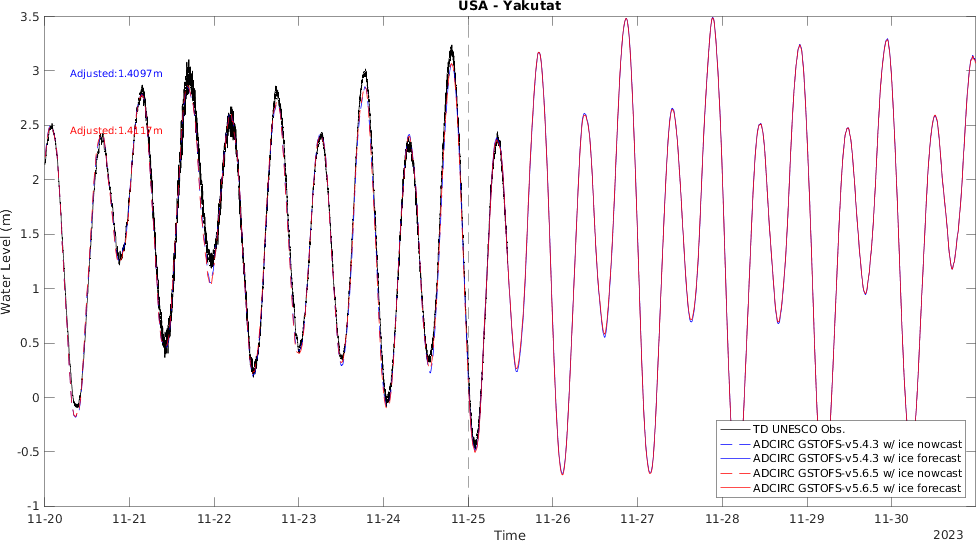 USA - Yakutat
3.5
3
2.5
2
1.5
1
0.5
0
-0.5
-1
Water Level (m)
Adjusted:1.4097m
Adjusted:1.4117m
TD UNESCO Obs.
ADCIRC GSTOFS-v5.4.3 w/ ice nowcast
ADCIRC GSTOFS-v5.4.3 w/ ice forecast
ADCIRC GSTOFS-v5.6.5 w/ ice nowcast
ADCIRC GSTOFS-v5.6.5 w/ ice forecast
11-20 11-21 11-22 11-23 11-24 11-25 11-26 11-27 11-28 11-29 11-30
Time
2023